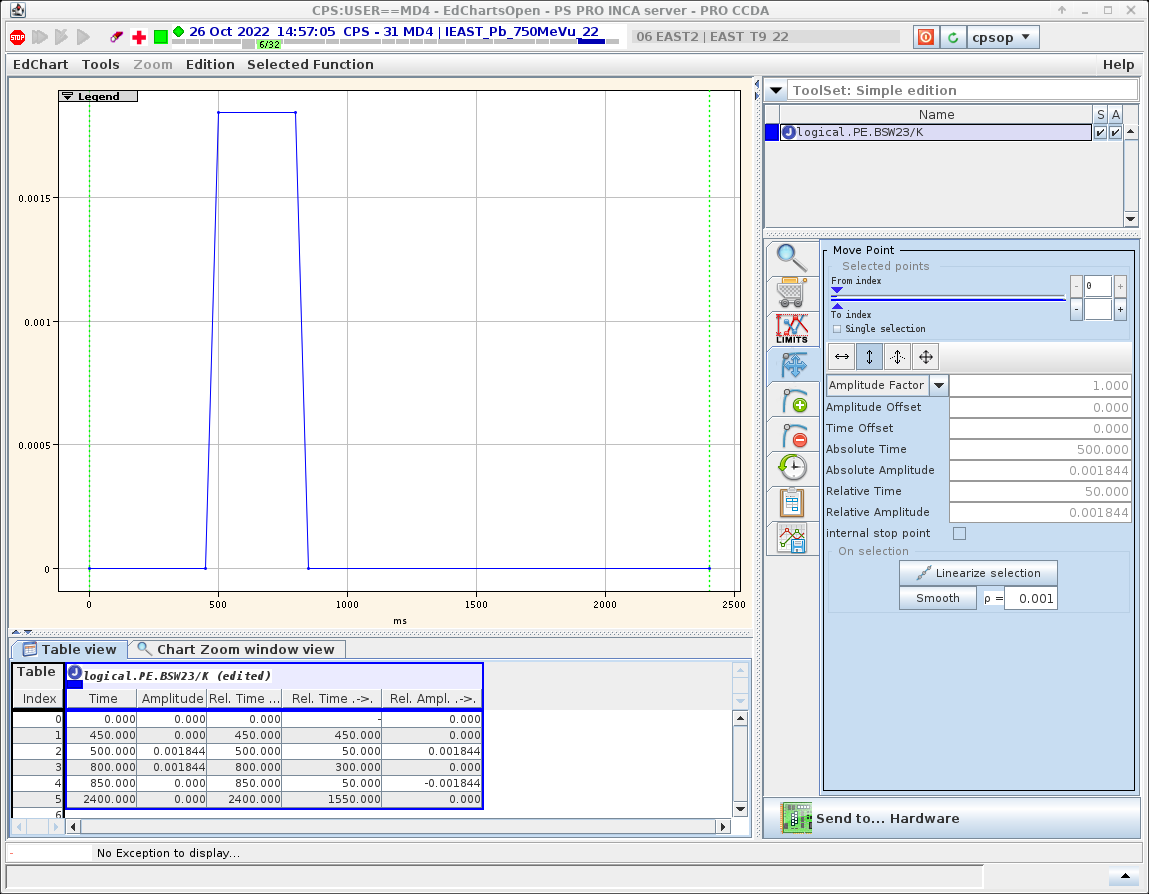 CPS:USER==MD4 - EdChartsOpen - PS PRO INCA server - PRO CCDA
STOP
26 Oct 2022 14:57:05 CPS - 31 MD4 | IEAST_Pb_750MeVu_22
6/32
06 EAST2 | EAST T9 22
cpsop
EdChart Tools Zoom Edition Selected Function
Help
Legend
0.0015
0.001
0.0005
0
0 500 1000 1500 2000 2500
ms
ToolSet: Simple edition
Name S A
logical.PE.BSW23/K
LIMITS
Move Point
Selected points
From index
- 0 +
To index
- +
Single selection
Amplitude Factor 1.000
Amplitude Offset 0.000
Time Offset 0.000
Absolute Time 500.000
Absolute Amplitude 0.001844
Relative Time 50.000
Relative Amplitude 0.001844
internal stop point
On selection
Linearize selection
Smooth ρ = 0.001
Send to... Hardware
Table view Chart Zoom window view
Table logical.PE.BSW23/K (edited)
Index Time Amplitude Rel. Time ... Rel. Time .->. Rel. Ampl. .->.
0 0.000 0.000 0.000 - 0.000
1 450.000 0.000 450.000 450.000 0.000
2 500.000 0.001844 500.000 50.000 0.001844
3 800.000 0.001844 800.000 300.000 0.000
4 850.000 0.000 850.000 50.000 -0.001844
5 2400.000 0.000 2400.000 1550.000 0.000
6
- No Exception to display...